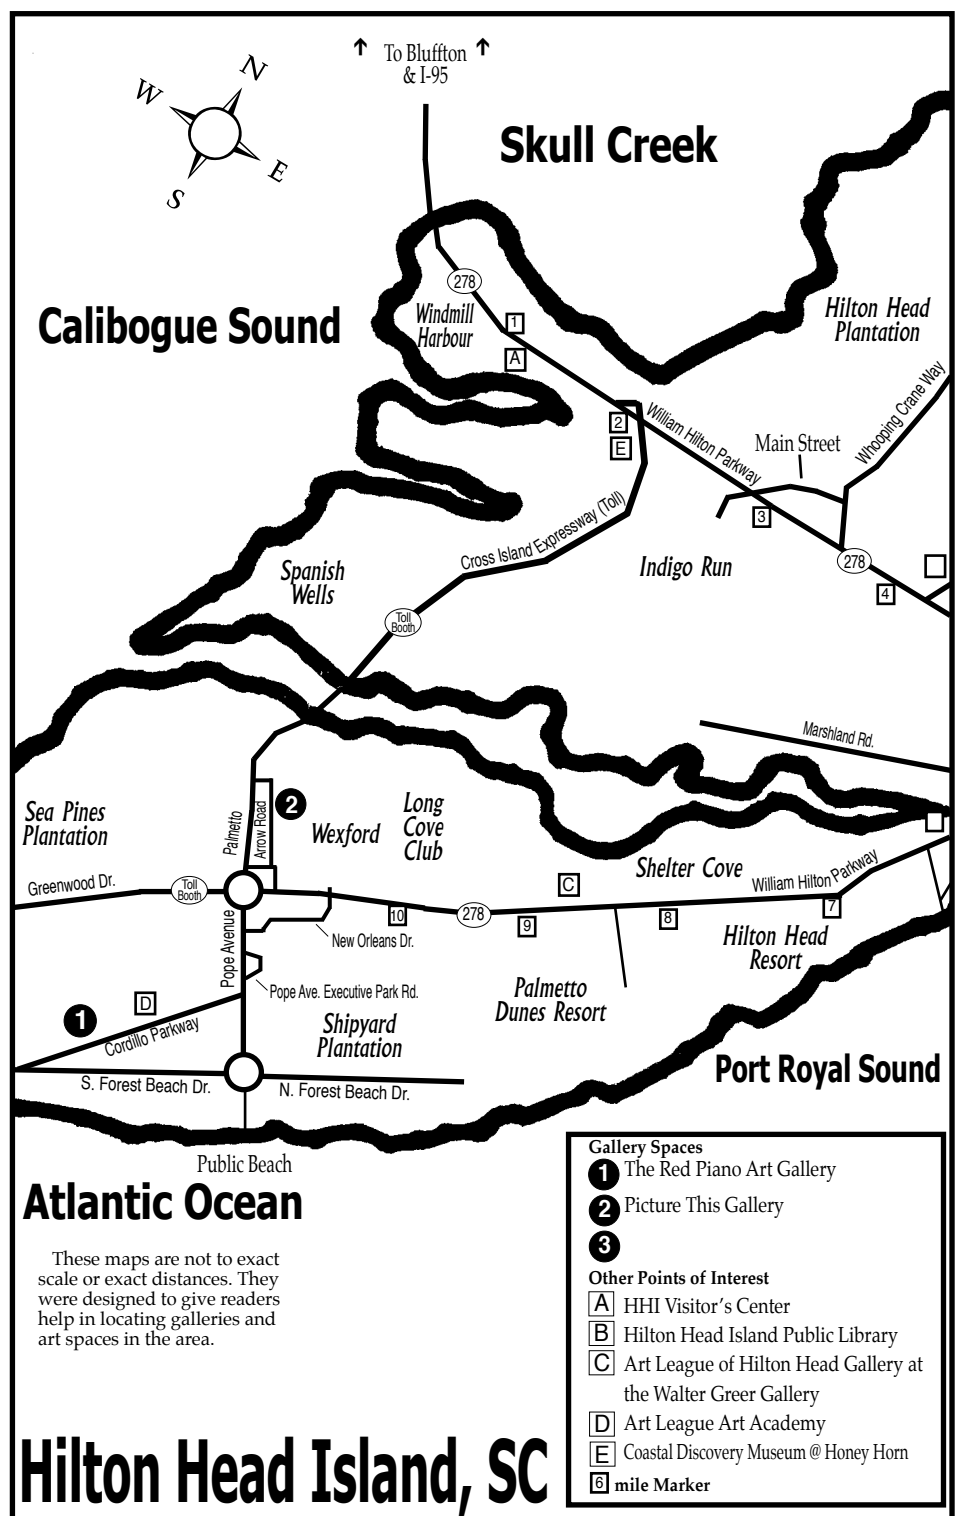 To Bluffton
& I-95
N
W
E
S
Skull Creek
278
Windmill
Harbour
Calibogue Sound
1
A
Hilton Head
Plantation
2
E
William Hilton Parkway
Main Street
Whooping Crane Way
3
Cross Island Expressway (Toll)
Indigo Run
278
4
Spanish
Wells
Toll
Booth
Marshland Rd.
Sea Pines
Plantation
Palmetto
Arrow Road
2
Wexford
Long
Cove
Club
Shelter Cove
Greenwood Dr.
Toll
Booth
C
William Hilton Parkway
10
278
9
8
7
Pope Avenue
New Orleans Dr.
Hilton Head
Resort
Pope Ave. Executive Park Rd.
Palmetto
Dunes Resort
D
1
Cordillo Parkway
Shipyard
Plantation
Port Royal Sound
S. Forest Beach Dr.
N. Forest Beach Dr.
Public Beach
Atlantic Ocean
These maps are not to exact
scale or exact distances. They
were designed to give readers
help in locating galleries and
art spaces in the area.
Gallery Spaces
1 The Red Piano Art Gallery
2 Picture This Gallery
3
Other Points of Interest
A HHI Visitor's Center
B Hilton Head Island Public Library
C Art League of Hilton Head Gallery at
the Walter Greer Gallery
D Art League Art Academy
E Coastal Discovery Museum @ Honey Horn
6 mile Marker
Hilton Head Island, SC